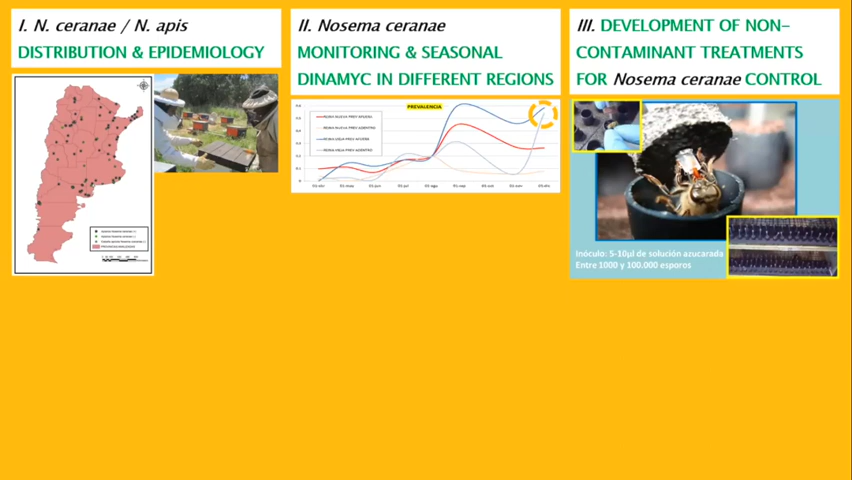 I. N. ceranae / N. apis
DISTRIBUTION & EPIDEMIOLOGY
II. Nosema ceranae
MONITORING & SEASONAL
DINAMYC IN DIFFERENT REGIONS
PREVALENCIA
III. DEVELOPMENT OF NON-
CONTAMINANT TREATMENTS
FOR Nosema ceranae CONTROL
Inóculo: 5-10µl de solución azucarada
Entre 1000 y 100.000 esporos